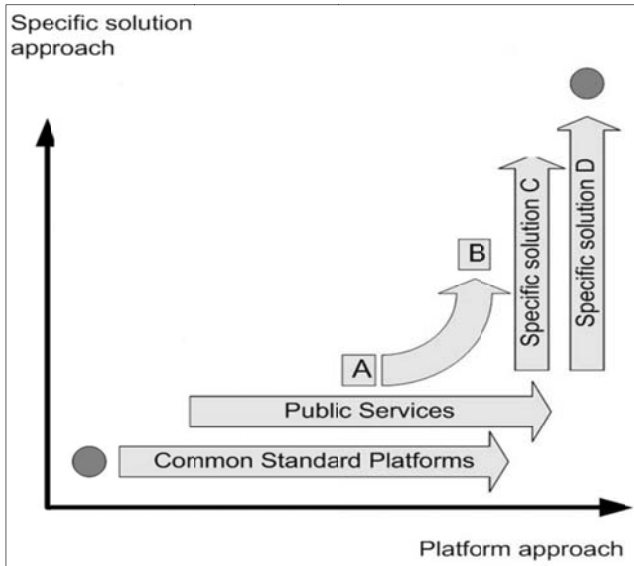 Specific solution
approach
B
Specific solution C
Specific solution D
A
Public Services
Common Standard Platforms
Platform approach